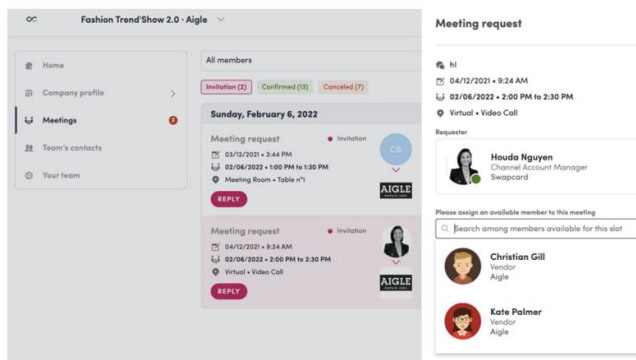 Fashion Trend'Show 2.0 · Aigle
Home
Company profile
Meetings
2
Team's contacts
Your team
All members
Invitation (2) Confirmed (13) Canceled (7)
Sunday, February 6, 2022
Meeting request
Invitation
CB
03/12/2021 • 3:44 PM
02/06/2022 • 1:00 PM to 1:30 PM
Meeting Room • Table n°1
REPLY
AIGLE
Meeting request
Invitation
04/12/2021 • 9:24 AM
02/06/2022 • 2:00 PM to 2:30 PM
Virtual • Video Call
REPLY
AIGLE
Meeting request
hi
04/12/2021 • 9:24 AM
02/06/2022 • 2:00 PM to 2:30 PM
Virtual • Video Call
Requester
Houda Nguyen
Channel Account Manager
Swapcard
Please assign an available member to this meeting
Search among members available for this slot
Christian Gill
Vendor
Aigle
Kate Palmer
Vendor
Aigle